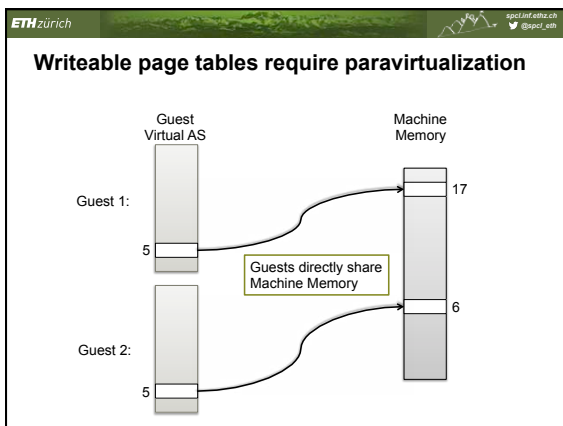 ETHzürich
spcl.inf.ethz.ch
@spcl_eth
Writeable page tables require paravirtualization
Guest
Virtual AS
Machine
Memory
Guest 1:
17
5
Guests directly share
Machine Memory
6
Guest 2:
5